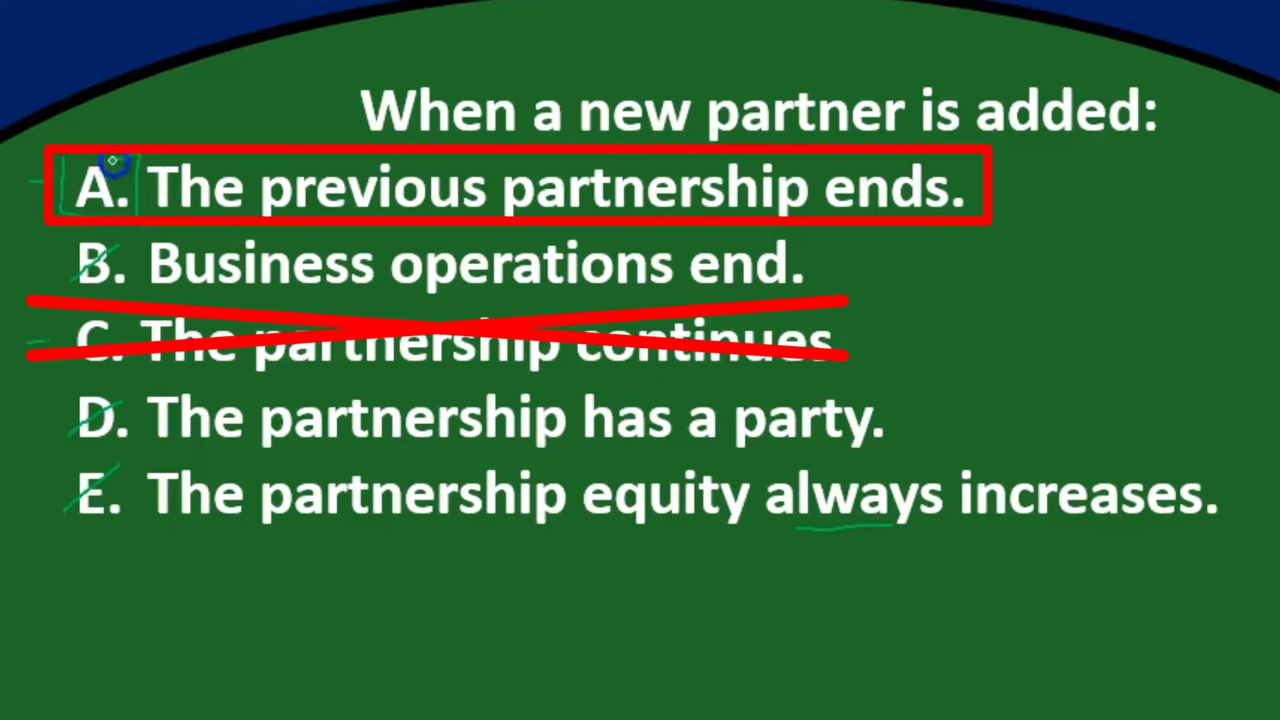 When a new partner is added:
A. The previous partnership ends.
B. Business operations end.
C. The partnership continues
D. The partnership has a party.
E. The partnership equity always increases.